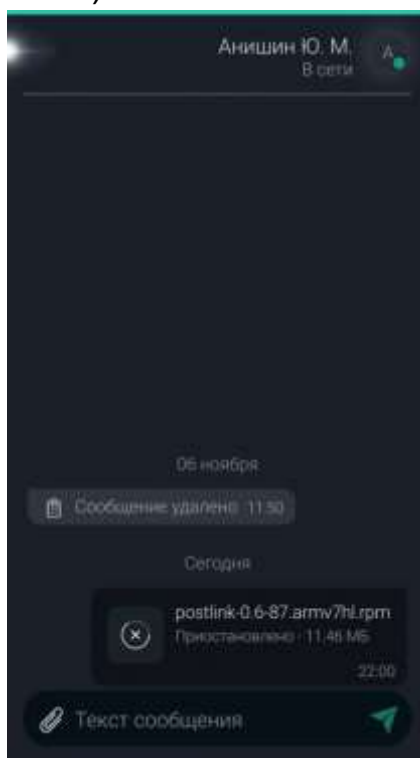 Анишин Ю. М.
В сети
А
06 ноября
Сообщение удалено 11:50
Сегодня
postlink-0.6-87.armv7hl.rpm
Приостановлено · 11.46 МБ
22:00
Текст сообщения